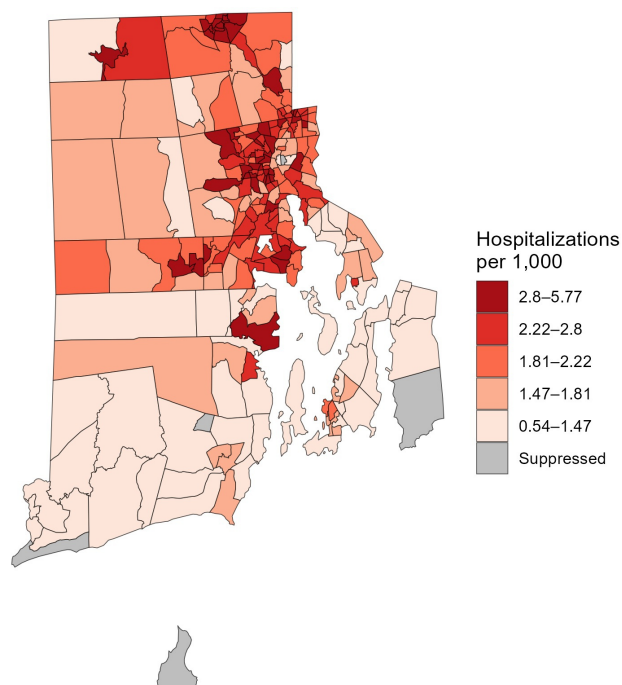 Hospitalizations
per 1,000
2.8–5.77
2.22–2.8
1.81–2.22
1.47–1.81
0.54–1.47
Suppressed